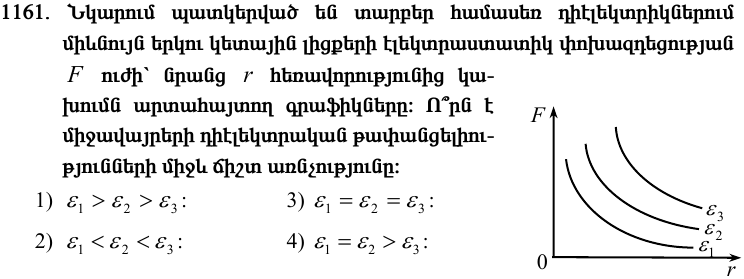 1161. Նկարում պատկերված են տարբեր համասեռ դիէլեկտրիկներում
միևնույն երկու կետային լիցքերի էլեկտրաստատիկ փոխազդեցության
F ուժի՝ նրանց r հեռավորությունից կա-
խումն արտահայտող գրաֆիկները: Ո՞րն է
միջավայրերի դիէլեկտրական թափանցելիու-
թյունների միջև ճիշտ առնչությունը:
1) ε₁ > ε₂ > ε₃: 3) ε₁ = ε₂ = ε₃:
2) ε₁ < ε₂ < ε₃: 4) ε₁ = ε₂ > ε₃:
F
ε₃
ε₂
ε₁
0 r